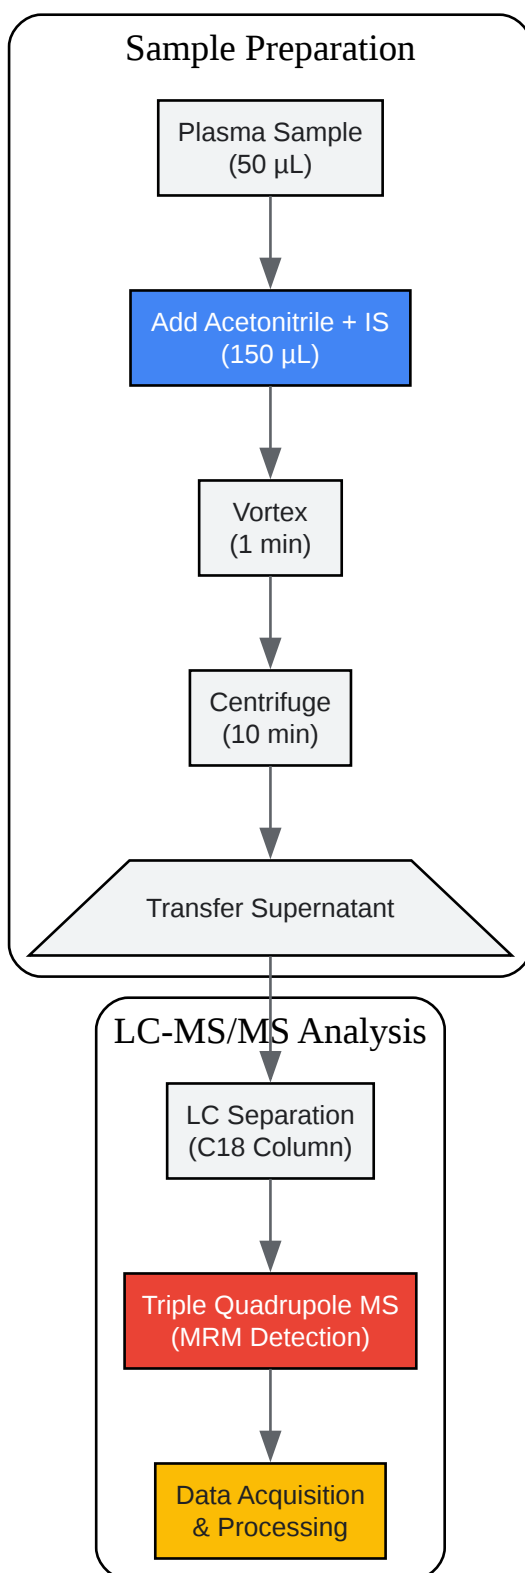 Sample Preparation
Plasma Sample
(50 µL)
Add Acetonitrile + IS
(150 µL)
Vortex
(1 min)
Centrifuge
(10 min)
Transfer Supernatant
LC-MS/MS Analysis
LC Separation
(C18 Column)
Triple Quadrupole MS
(MRM Detection)
Data Acquisition
& Processing